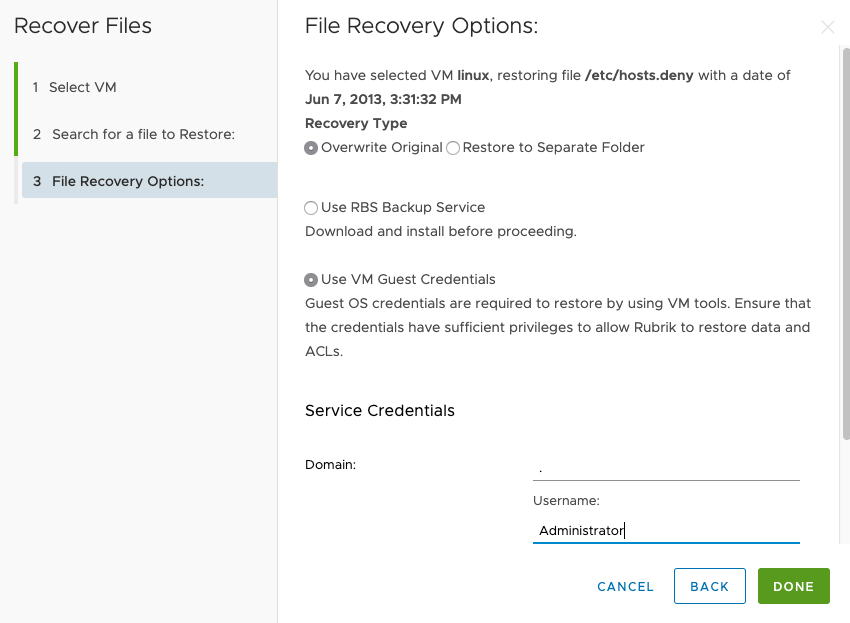 Recover Files
1 Select VM
2 Search for a file to Restore:
3 File Recovery Options:
File Recovery Options:
You have selected VM linux, restoring file /etc/hosts.deny with a date of
Jun 7, 2013, 3:31:32 PM
Recovery Type
Overwrite Original Restore to Separate Folder
Use RBS Backup Service
Download and install before proceeding.
Use VM Guest Credentials
Guest OS credentials are required to restore by using VM tools. Ensure that
the credentials have sufficient privileges to allow Rubrik to restore data and
ACLs.
Service Credentials
Domain:
.
Username:
Administrator
CANCEL BACK DONE